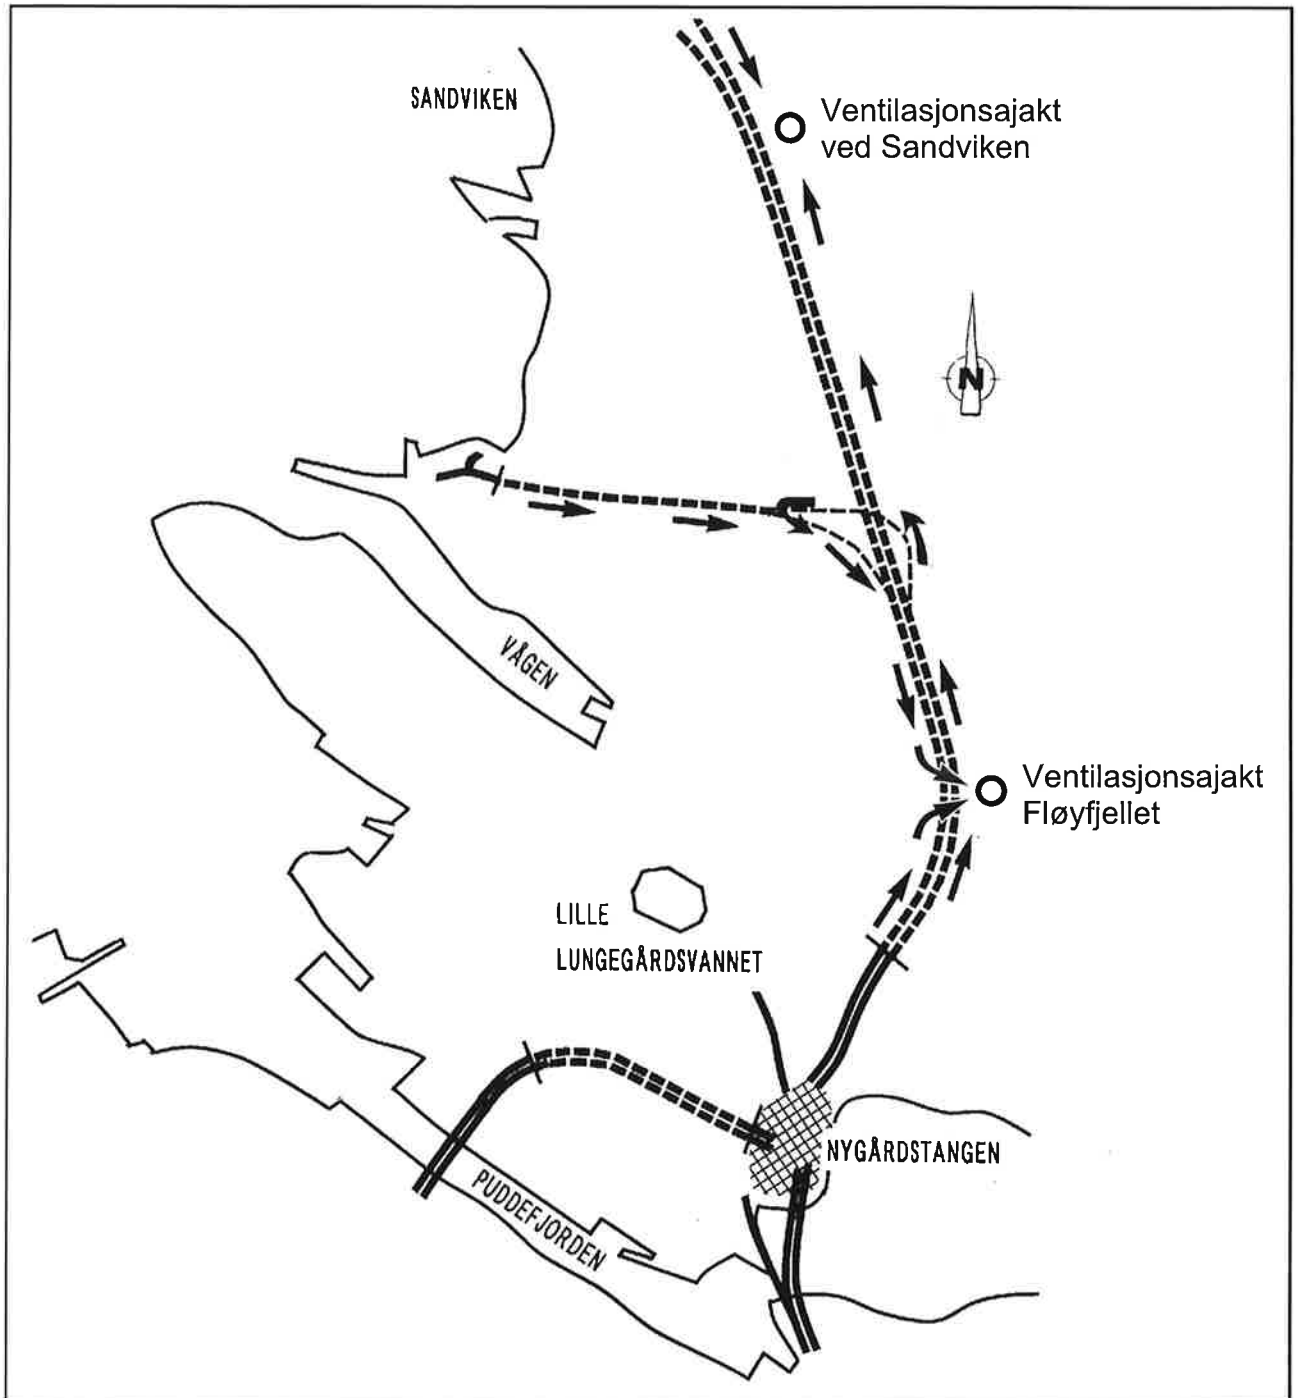 SANDVIKEN
Ventilasjonsajakt
ved Sandviken
N
VÅGEN
Ventilasjonsajakt
Fløyfjellet
LILLE
LUNGEGÅRDSVANNET
NYGÅRDSTANGEN
PUDDEFJORDEN